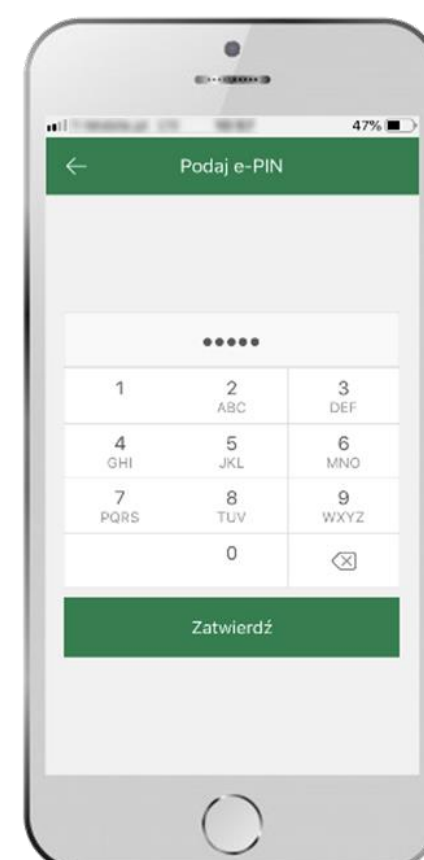 47%
Podaj e-PIN
•••••
1 2 3
ABC DEF
4 5 6
GHI JKL MNO
7 8 9
PQRS TUV WXYZ
0
Zatwierdź